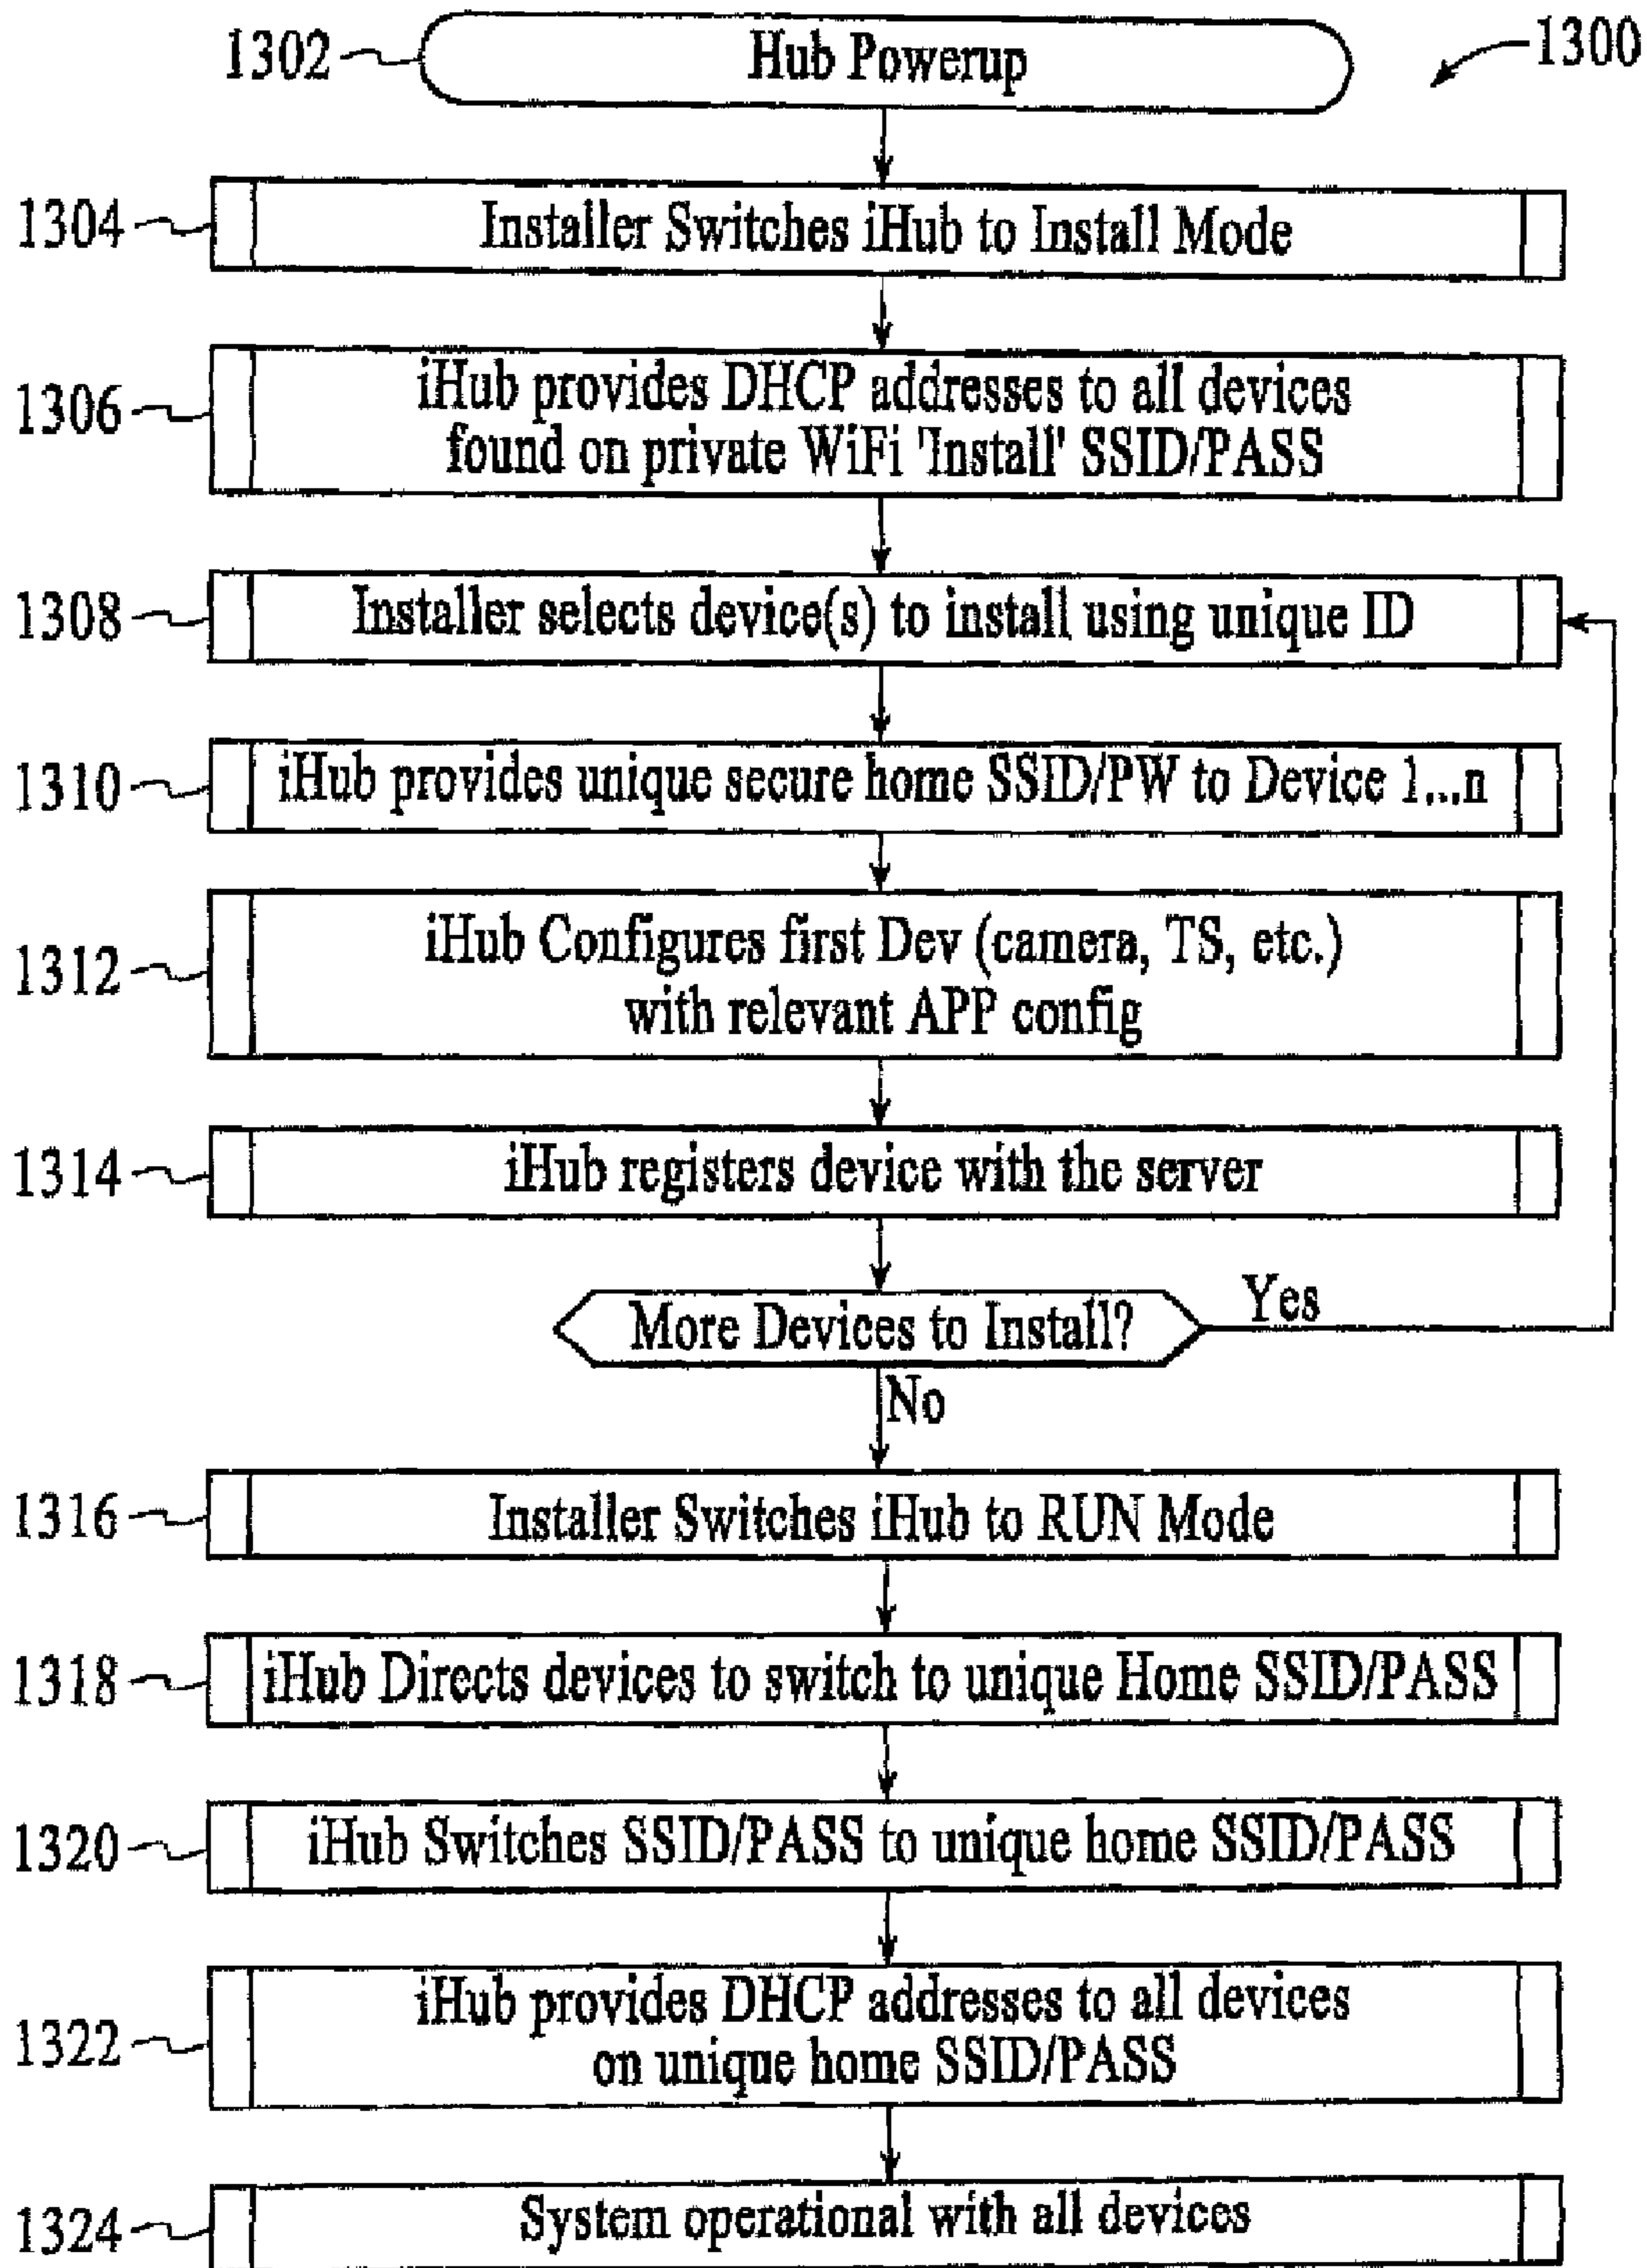 1302
Hub Powerup
1300
1304
Installer Switches iHub to Install Mode
1306
iHub provides DHCP addresses to all devices
found on private WiFi 'Install' SSID/PASS
1308
Installer selects device(s) to install using unique ID
1310
iHub provides unique secure home SSID/PW to Device 1...n
1312
iHub Configures first Dev (camera, TS, etc.)
with relevant APP config
1314
iHub registers device with the server
More Devices to Install?
Yes
No
1316
Installer Switches iHub to RUN Mode
1318
iHub Directs devices to switch to unique Home SSID/PASS
1320
iHub Switches SSID/PASS to unique home SSID/PASS
1322
iHub provides DHCP addresses to all devices
on unique home SSID/PASS
1324
System operational with all devices